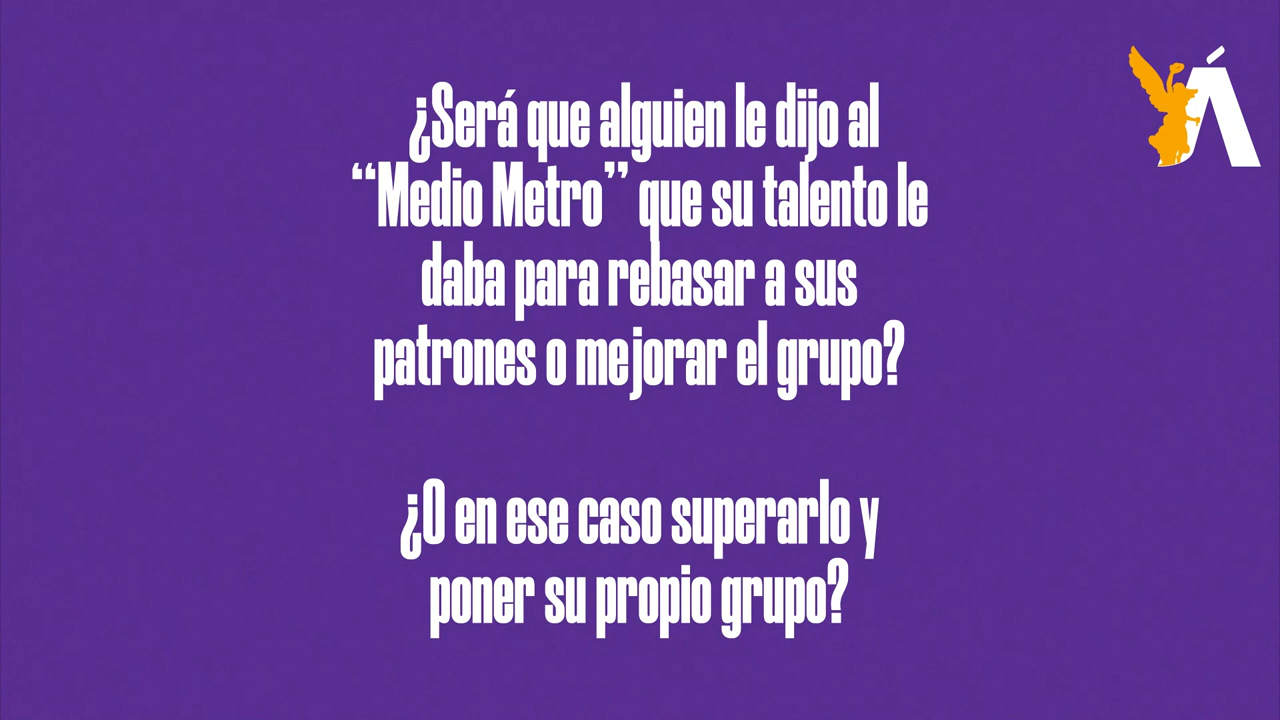 ¿Será que alguien le dijo al
“Medio Metro” que su talento le
daba para rebasar a sus
patrones o mejorar el grupo?
¿O en ese caso superarlo y
poner su propio grupo?
Á